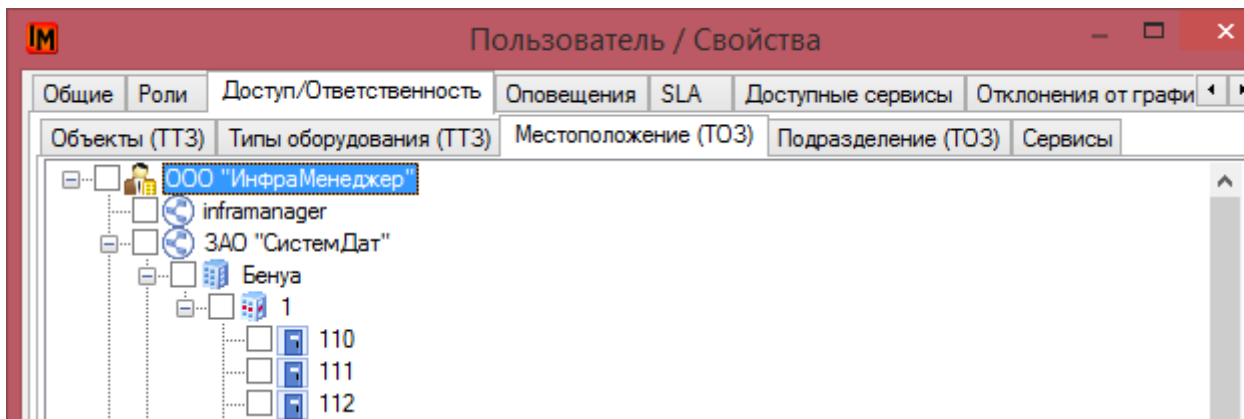 IM
Пользователь / Свойства
Общие Роли Доступ/Ответственность Оповещения SLA Доступные сервисы Отклонения от графи
Объекты (ТТЗ) Типы оборудования (ТТЗ) Местоположение (ТОЗ) Подразделение (ТОЗ) Сервисы
ООО "ИнфраМенеджер"
inframanager
ЗАО "СистемДат"
Бенуа
1
110
111
112